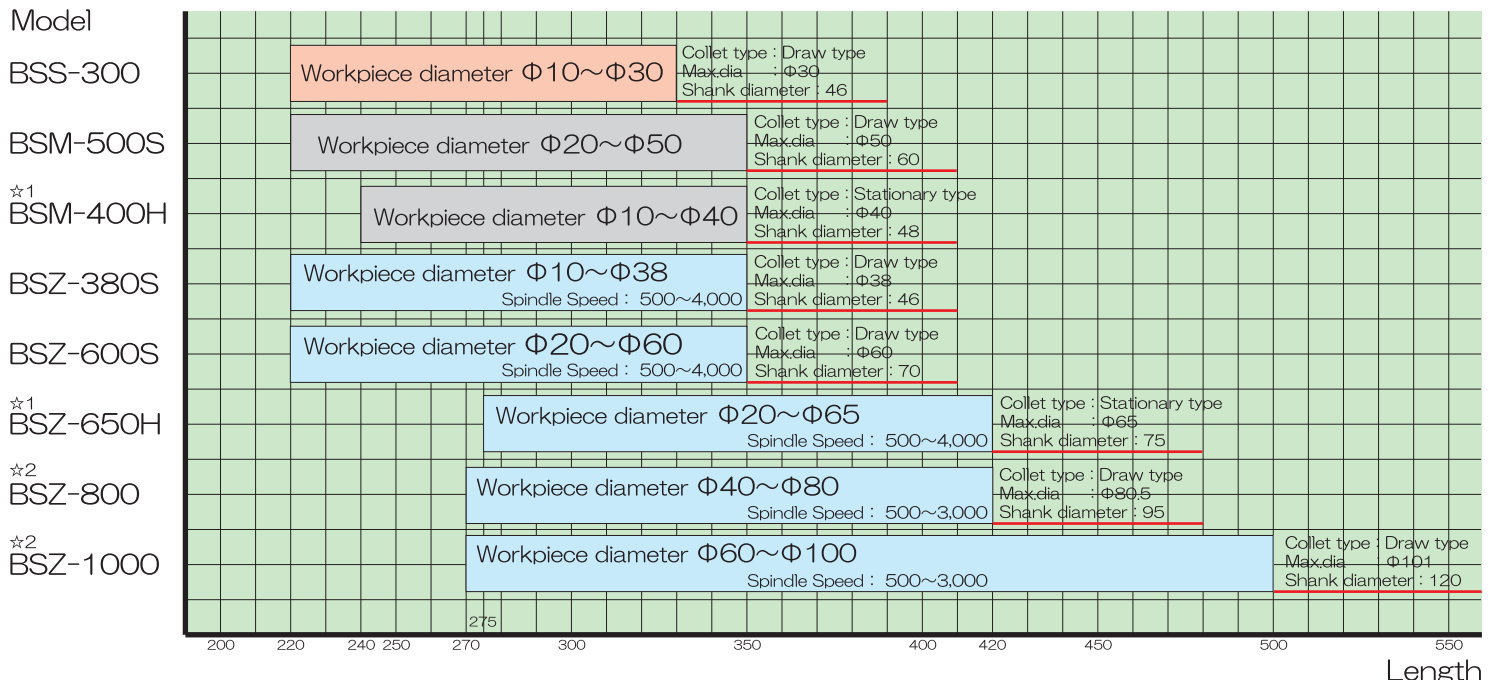 Model
BSS-300
Workpiece diameter Φ10～Φ30
Collet type : Draw type
Max.dia : Φ30
Shank diameter : 46
BSM-500S
Workpiece diameter Φ20～Φ50
Collet type : Draw type
Max.dia : Φ50
Shank diameter : 60
☆1
BSM-400H
Workpiece diameter Φ10～Φ40
Collet type : Stationary type
Max.dia : Φ40
Shank diameter : 48
BSZ-380S
Workpiece diameter Φ10～Φ38
Spindle Speed : 500～4,000
Collet type : Draw type
Max.dia : Φ38
Shank diameter : 46
BSZ-600S
Workpiece diameter Φ20～Φ60
Spindle Speed : 500～4,000
Collet type : Draw type
Max.dia : Φ60
Shank diameter : 70
☆1
BSZ-650H
Workpiece diameter Φ20～Φ65
Spindle Speed : 500～4,000
Collet type : Stationary type
Max.dia : Φ65
Shank diameter : 75
☆2
BSZ-800
Workpiece diameter Φ40～Φ80
Spindle Speed : 500～3,000
Collet type : Draw type
Max.dia : Φ80.5
Shank diameter : 95
☆2
BSZ-1000
Workpiece diameter Φ60～Φ100
Spindle Speed : 500～3,000
Collet type : Draw type
Max.dia : Φ101
Shank diameter : 120
275
200 220 240 250 270 300 350 400 420 450 500 550
Length